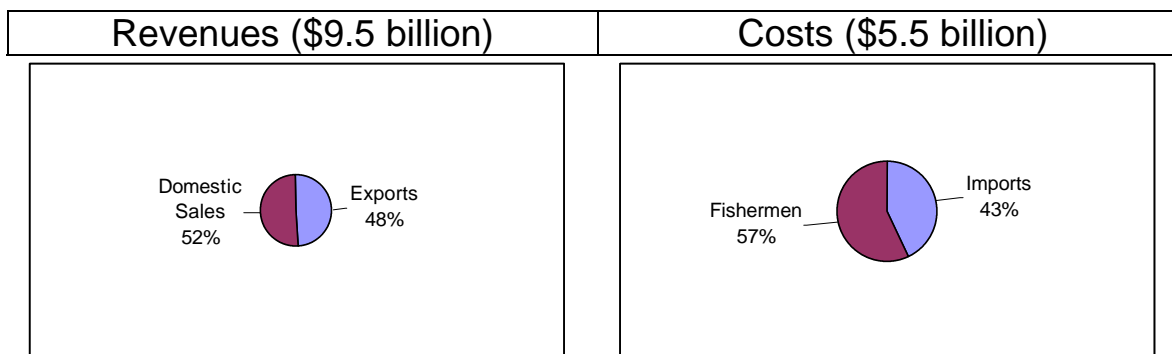 Revenues ($9.5 billion)
Costs ($5.5 billion)
Domestic
Sales
52%
Exports
48%
Fishermen
57%
Imports
43%